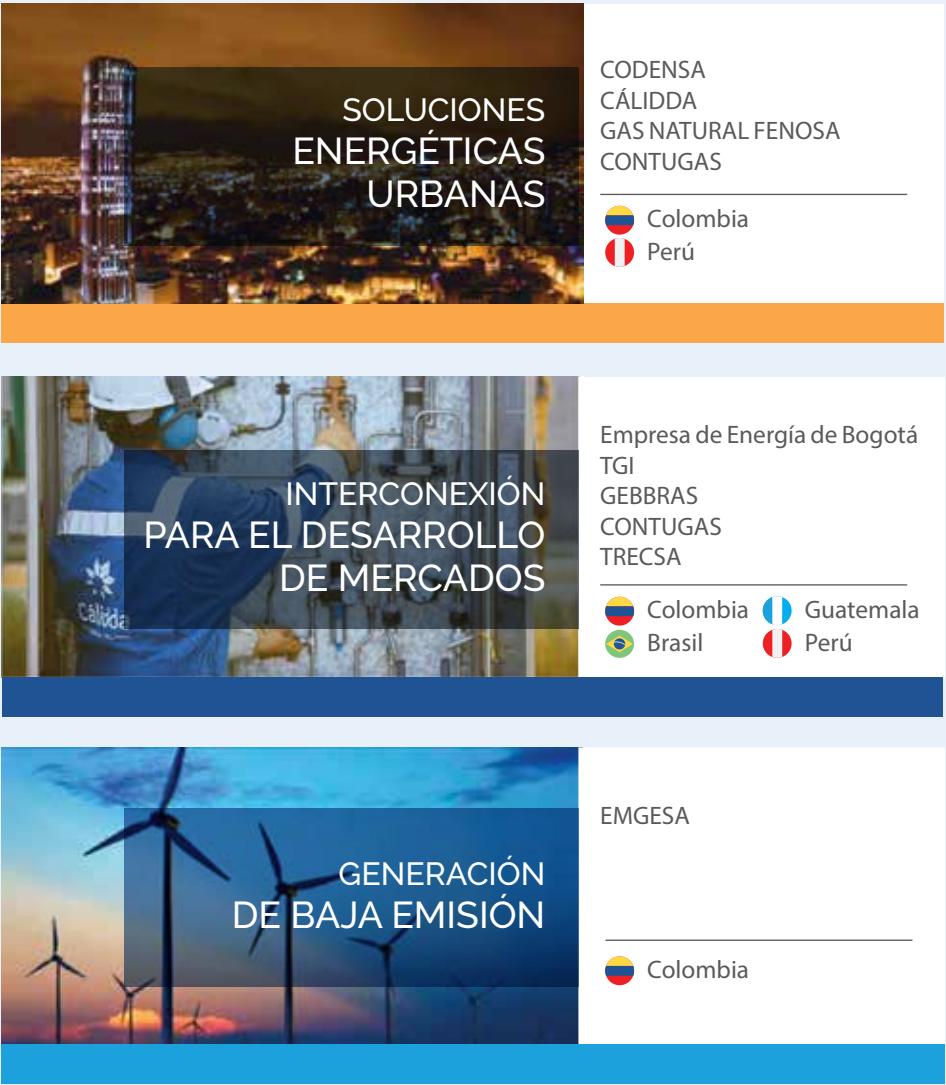 SOLUCIONES
ENERGÉTICAS
URBANAS
CODENSA
CÁLIDDA
GAS NATURAL FENOSA
CONTUGAS
Colombia
Perú
INTERCONEXIÓN
PARA EL DESARROLLO
DE MERCADOS
Cálidda
Empresa de Energía de Bogotá
TGI
GEBBRAS
CONTUGAS
TRECSA
Colombia Guatemala
Brasil Perú
GENERACIÓN
DE BAJA EMISIÓN
EMGESA
Colombia